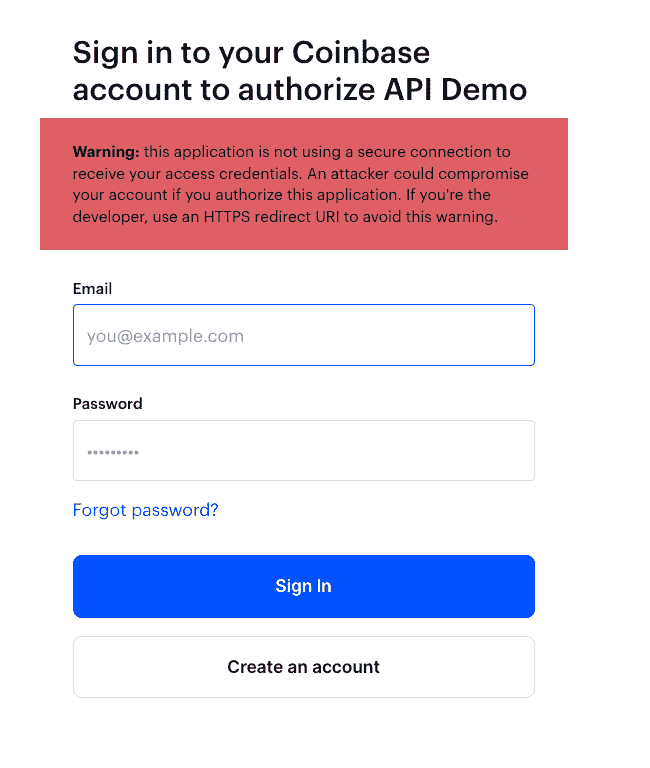 Sign in to your Coinbase
account to authorize API Demo
Warning: this application is not using a secure connection to
receive your access credentials. An attacker could compromise
your account if you authorize this application. If you're the
developer, use an HTTPS redirect URI to avoid this warning.
Email
you@example.com
Password
•••••••••
Forgot password?
Sign In
Create an account